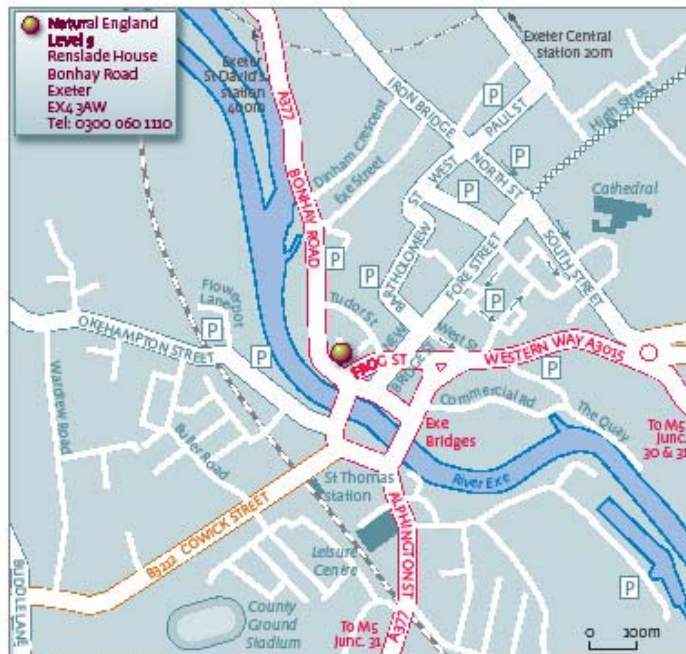 Natural England
Level 9
Renslade House
Bonhay Road
Exeter
EX4 3AW
Tel: 0300 060 1110
Exeter
St David's
station
400m
A377
BONHAY ROAD
Exeter Central
station 20m
IRON BRIDGE
NORTH ST
PAUL ST
High Street
P
P
P
P
P
P
P
P
P
P
P
Dinham Crescent
Exe Street
WEST
ST
BARTHOLOMEW
FORE STREET
SOUTH STREET
Cathedral
Flowerpot
Lane
Tudor St
NEW
BRIDGE ST
West St
FROG ST
WESTERN WAY A3015
OKEHAMPTON STREET
Wardrew Road
Buller Road
Commercial Rd
The Quay
Exe
Bridges
To M5
Junc.
30 & 31
River Exe
St Thomas
station
B3212 COWICK STREET
ALPHINGTON ST
Leisure
Centre
BUDDLE LANE
County
Ground
Stadium
To M5
Junc. 31
A377
0 100m